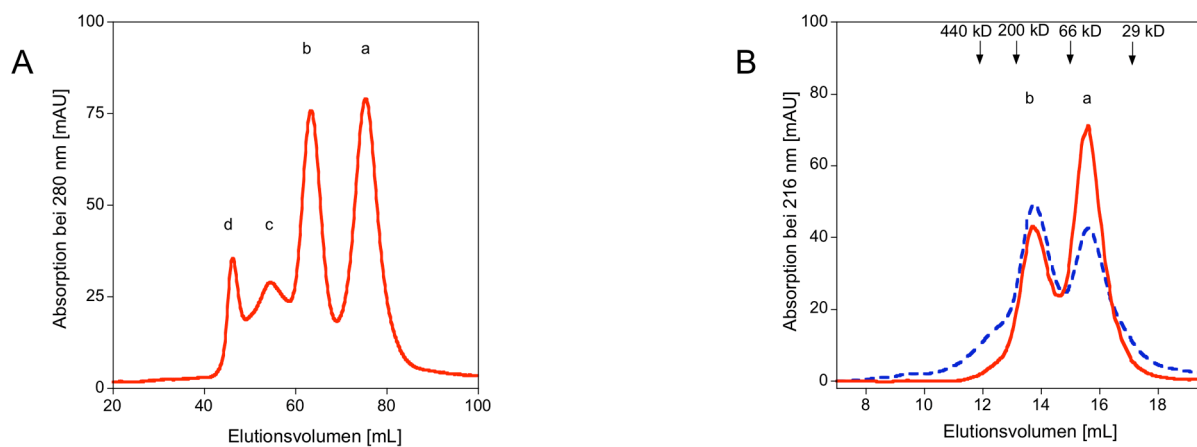 A
Absorption bei 280 nm [mAU]
100
75
50
25
0
d
c
b
a
20
40
60
80
100
Elutionsvolumen [mL]
B
Absorption bei 216 nm [mAU]
100
80
60
40
20
0
440 kD
200 kD
66 kD
29 kD
b
a
8
10
12
14
16
18
Elutionsvolumen [mL]